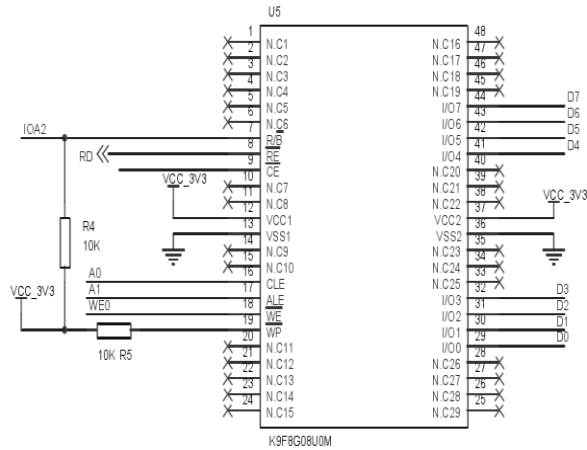 U5
1 N.C1 N.C16 48
2 N.C2 N.C17 47
3 N.C3 N.C18 46
4 N.C4 N.C19 45
5 N.C5 I/O7 44 D7
6 N.C6 I/O6 43 D6
IOA2 7 R/B I/O5 42 D5
RD 8 RE I/O4 41 D4
9 CE N.C20 40
10 N.C7 N.C21 39
VCC_3V3 11 N.C8 N.C22 38 VCC_3V3
12 VCC1 VCC2 37
13 VSS1 VSS2 36
14 N.C9 N.C23 35
15 N.C10 N.C24 34
A0 16 CLE N.C25 33
A1 17 ALE I/O3 32 D3
WE0 18 WE I/O2 31 D2
19 WP I/O1 30 D1
20 N.C11 I/O0 29 D0
21 N.C12 N.C26 28
22 N.C13 N.C27 27
23 N.C14 N.C28 26
24 N.C15 N.C29 25
R4
10K
VCC_3V3
10K R5
K9F8G08U0M